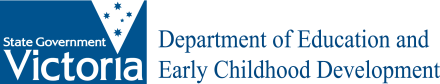 State Government
Victoria
Department of Education and
Early Childhood Development